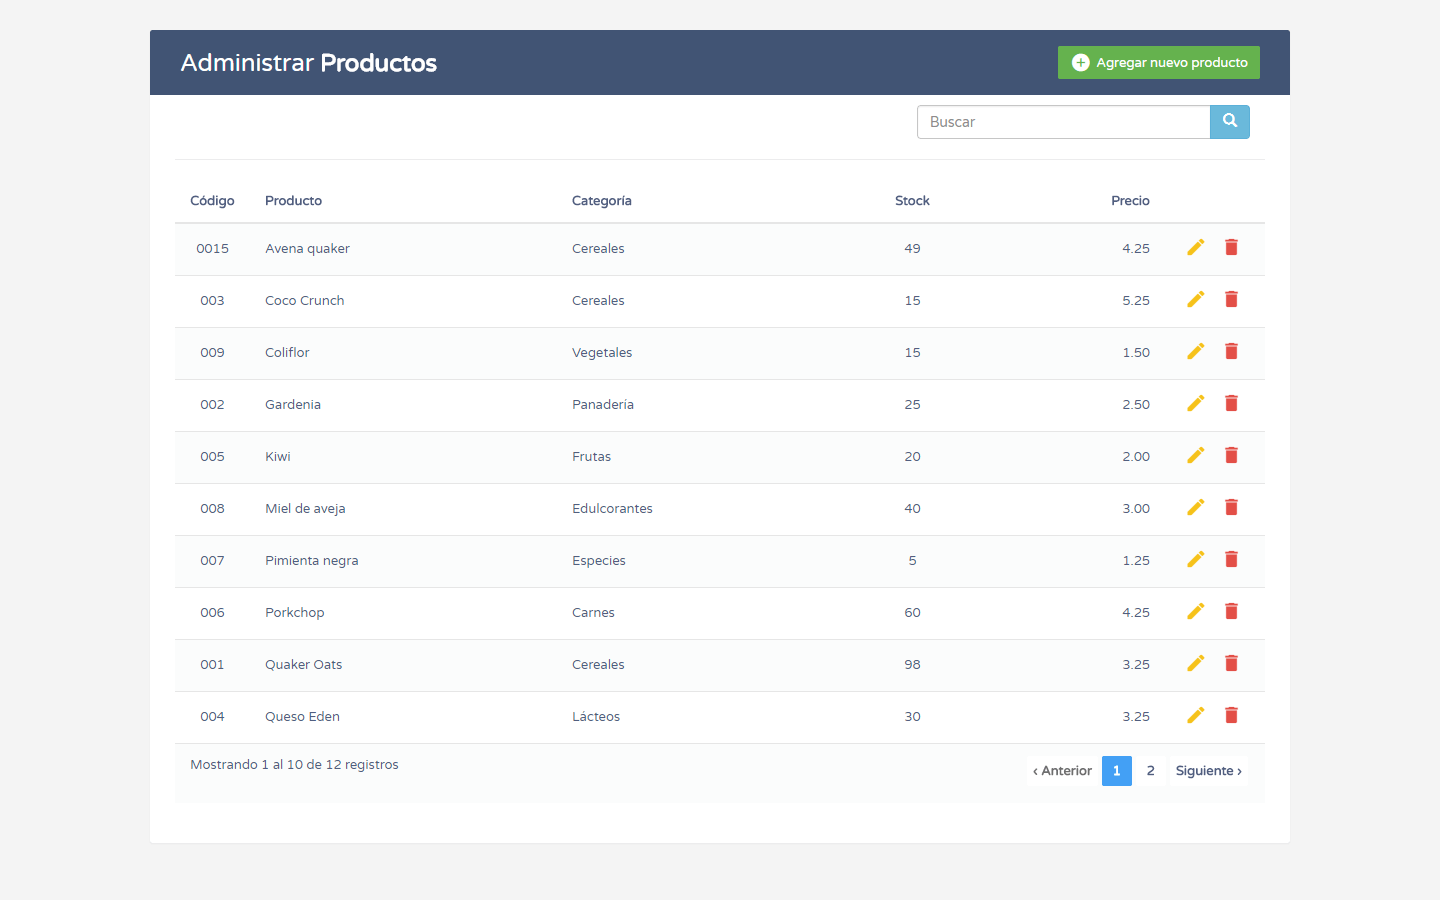 Administrar Productos
Agregar nuevo producto
Buscar
Código Producto Categoría Stock Precio
0015 Avena quaker Cereales 49 4.25
003 Coco Crunch Cereales 15 5.25
009 Coliflor Vegetales 15 1.50
002 Gardenia Panadería 25 2.50
005 Kiwi Frutas 20 2.00
008 Miel de aveja Edulcorantes 40 3.00
007 Pimienta negra Especies 5 1.25
006 Porkchop Carnes 60 4.25
001 Quaker Oats Cereales 98 3.25
004 Queso Eden Lácteos 30 3.25
Mostrando 1 al 10 de 12 registros
‹ Anterior 1 2 Siguiente ›